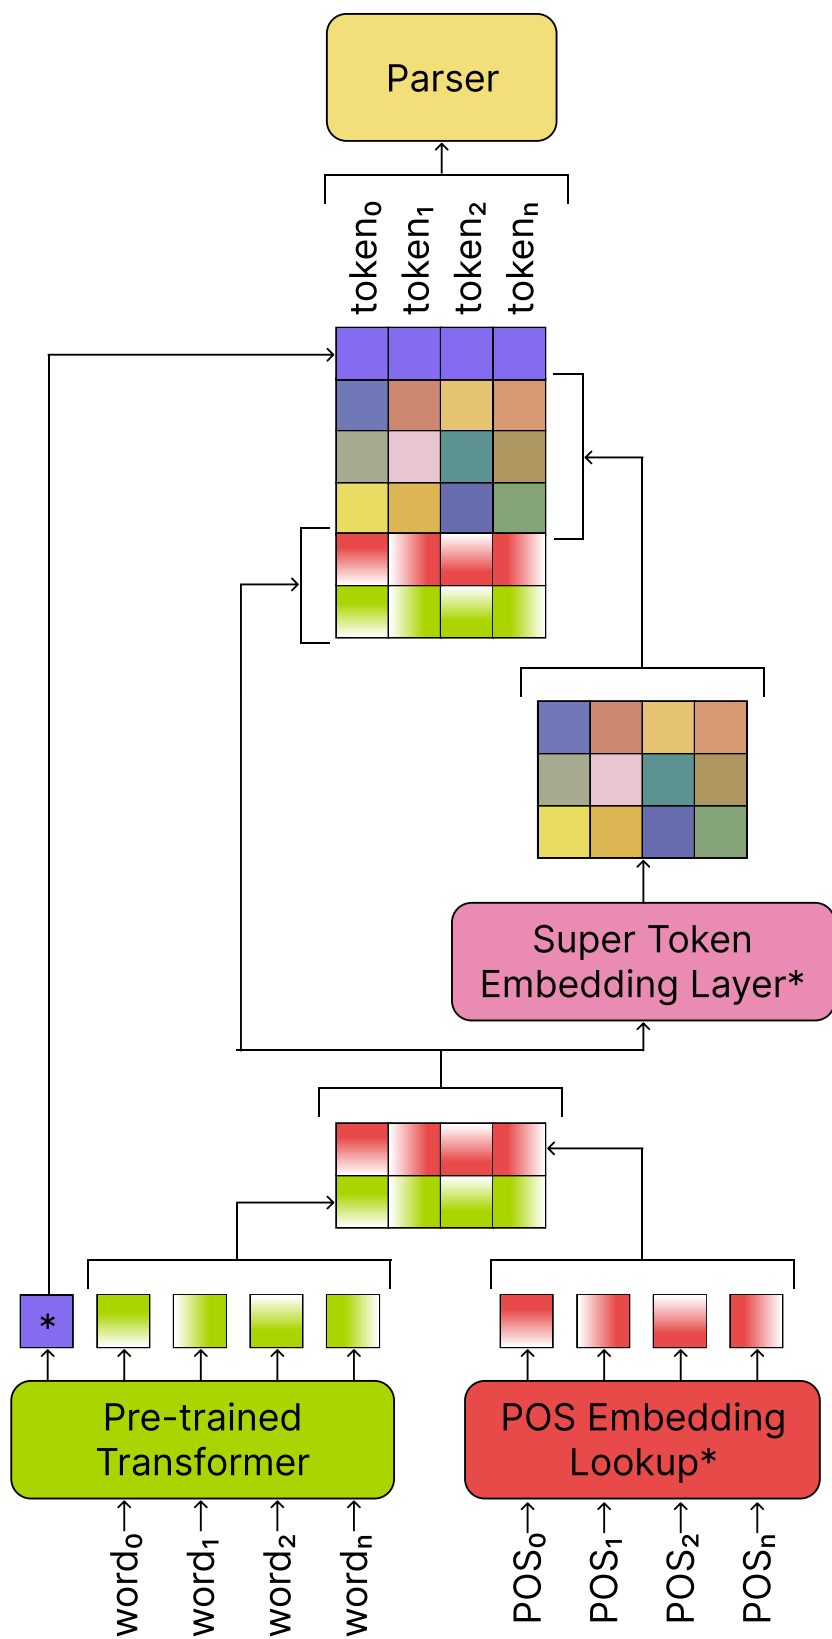 Parser
token₀ token₁ token₂ tokenₙ
Super Token
Embedding Layer*
*
Pre-trained
Transformer
POS Embedding
Lookup*
word₀ word₁ word₂ wordₙ
POS₀ POS₁ POS₂ POSₙ